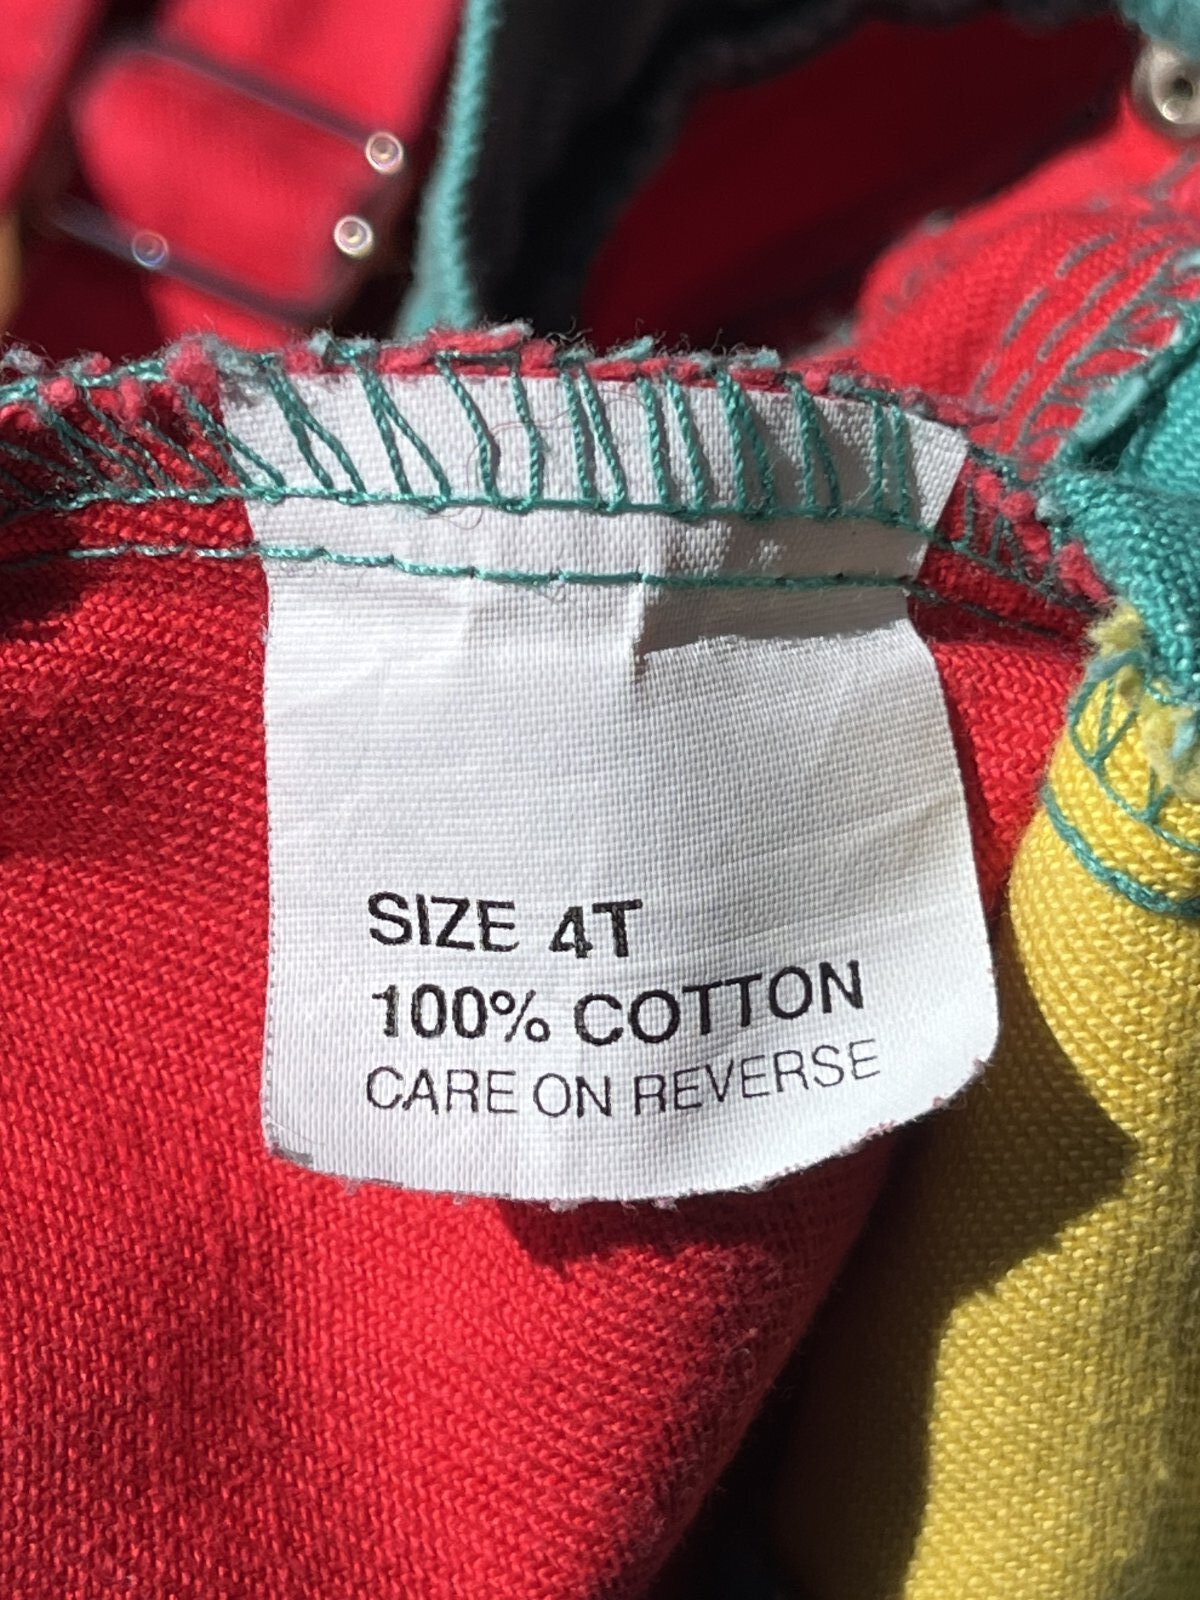 SIZE 4T
100% COTTON
CARE ON REVERSE